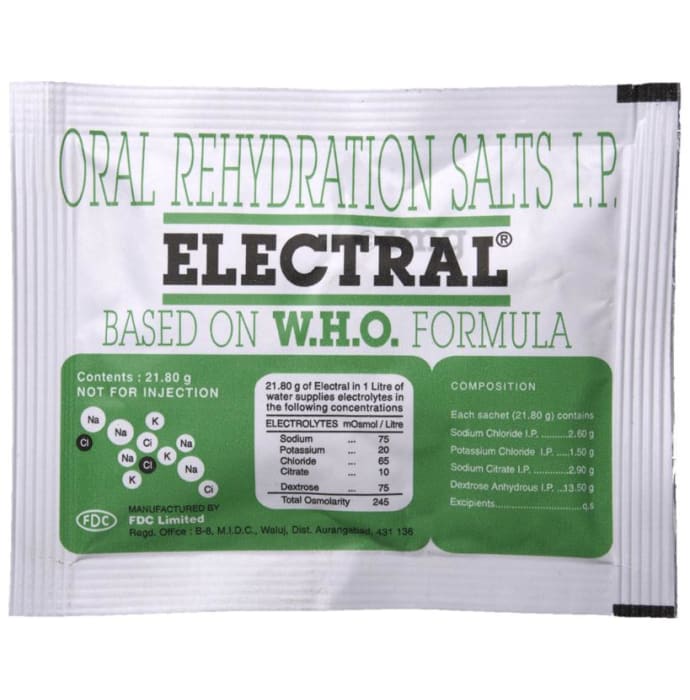 ORAL REHYDRATION SALTS I.P.
ELECTRAL®
BASED ON W.H.O. FORMULA
Contents : 21.80 g
NOT FOR INJECTION
Na K
Cl Na Ci Na
Na Na
K Cl K Na
Ci
MANUFACTURED BY
FDC FDC Limited
Regd. Office : B-8, M.I.D.C., Waluj, Dist. Aurangabad, 431 136
21.80 g of Electral in 1 Litre of
water supplies electrolytes in
the following concentrations
ELECTROLYTES mOsmol / Litre
Sodium ... 75
Potassium ... 20
Chloride ... 65
Citrate ... 10
Dextrose ... 75
Total Osmolarity 245
COMPOSITION
Each sachet (21.80 g) contains
Sodium Chloride I.P. ..........2.60 g
Potassium Chloride I.P. .....1.50 g
Sodium Citrate I.P. ............2.90 g
Dextrose Anhydrous I.P. ..13.50 g
Excipients.........................q.s